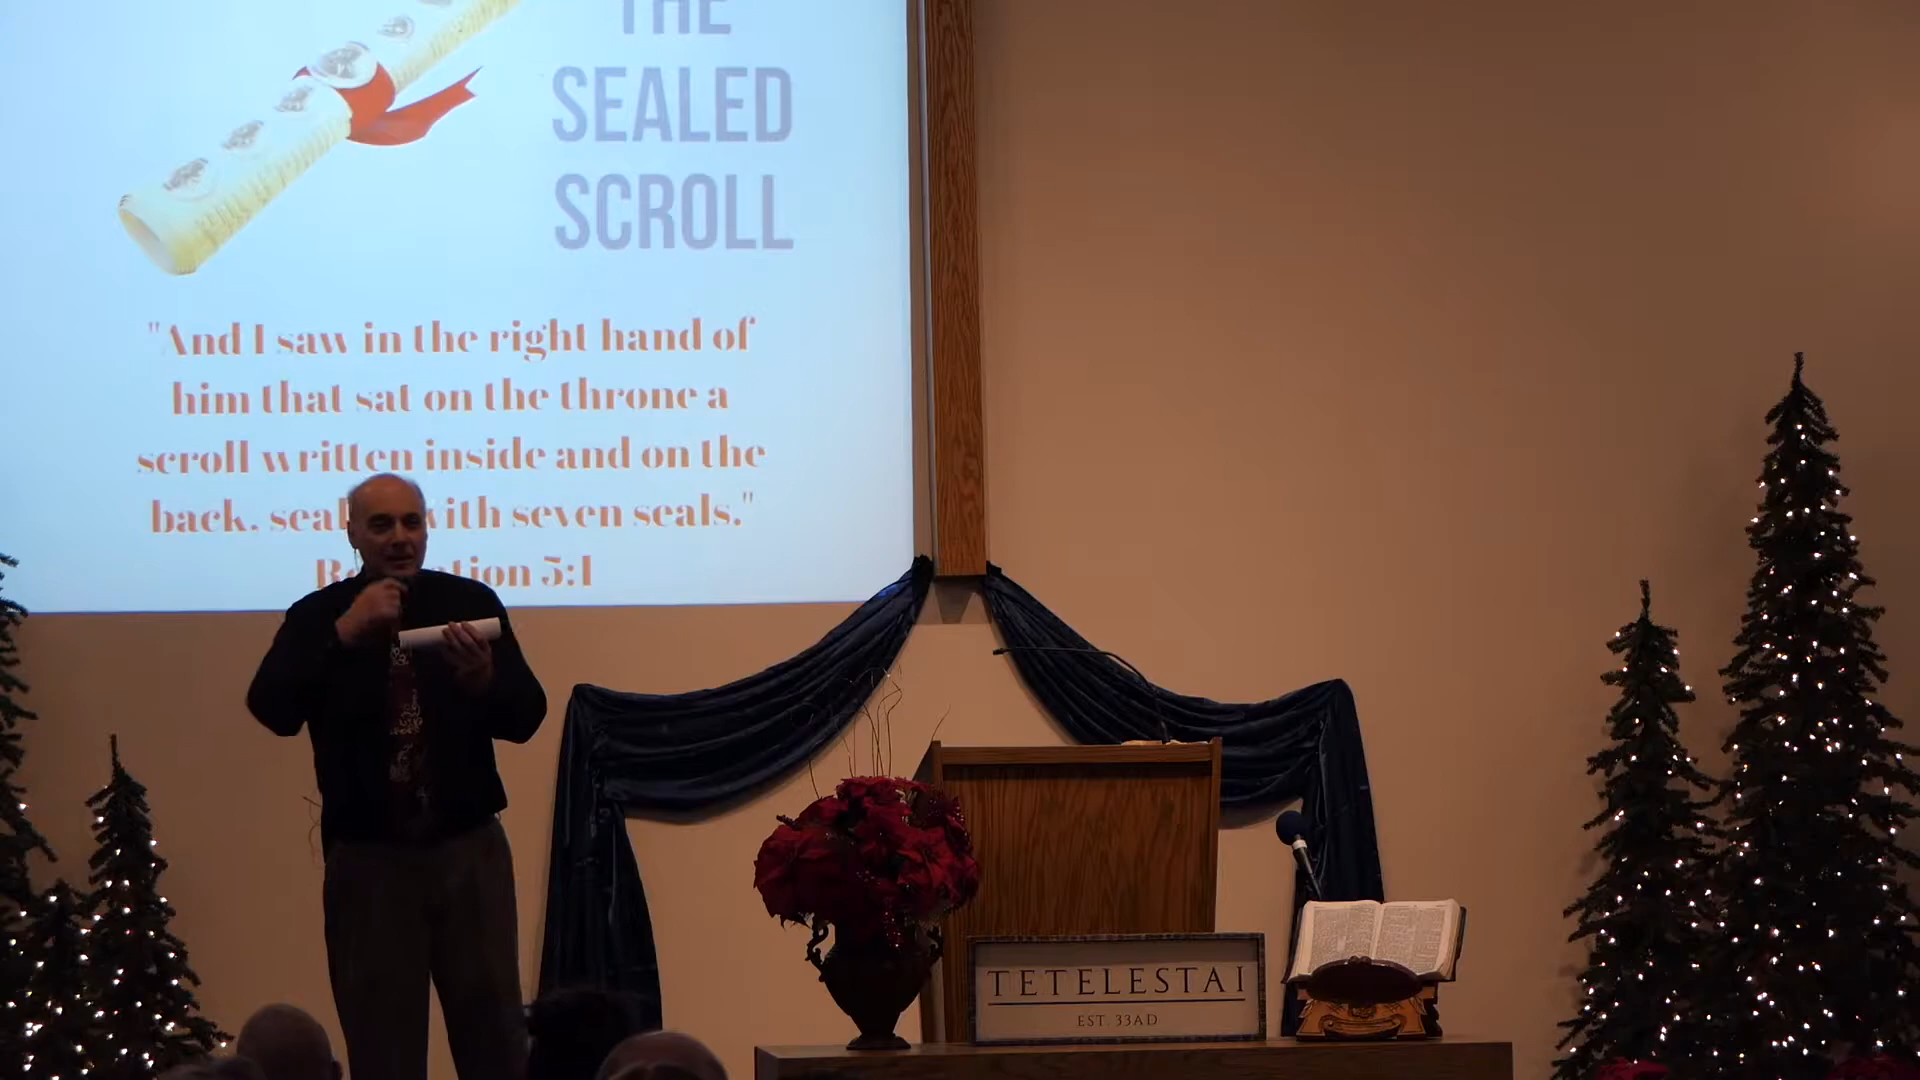 THE
SEALED
SCROLL
"And I saw in the right hand of
him that sat on the throne a
scroll written inside and on the
back, seal with seven seals."
5:1
TETELESTAI
EST. 33AD